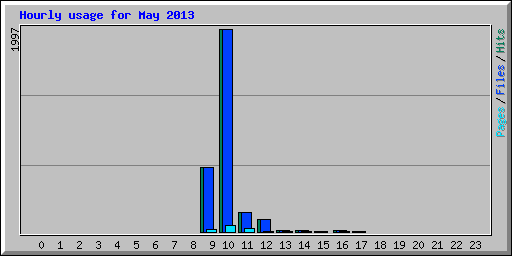 Hourly usage for May 2013
1997
Pages/Files/Hits
0 1 2 3 4 5 6 7 8 9 10 11 12 13 14 15 16 17 18 19 20 21 22 23